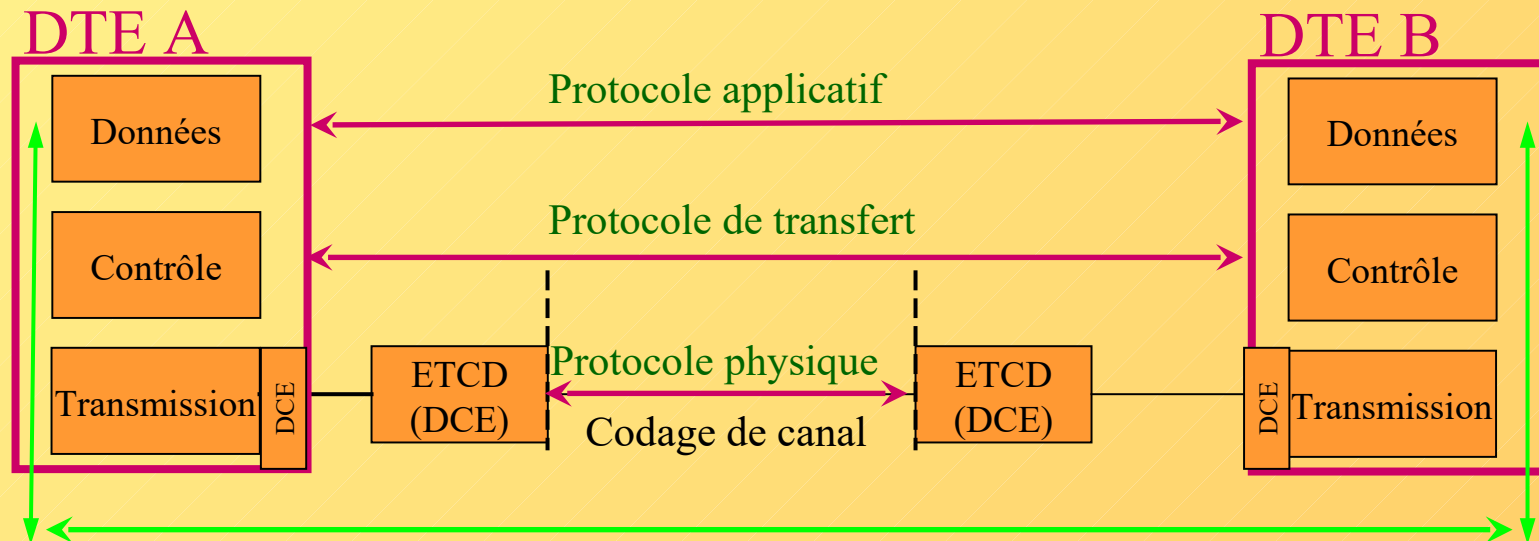 DTE A
DTE B
Données
Protocole applicatif
Données
Contrôle
Protocole de transfert
Contrôle
Transmission
DCE
ETCD
(DCE)
Protocole physique
Codage de canal
ETCD
(DCE)
DCE
Transmission